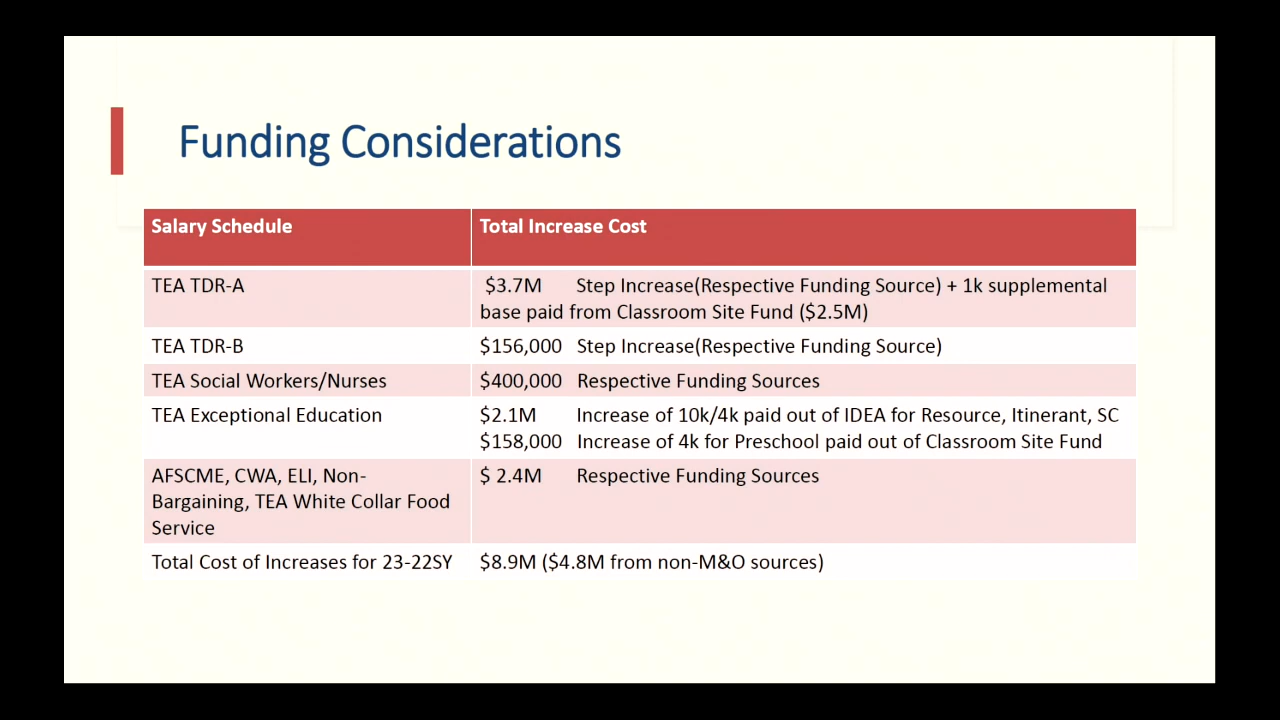 Funding Considerations
Salary Schedule
Total Increase Cost
TEA TDR-A
$3.7M Step Increase(Respective Funding Source) + 1k supplemental
base paid from Classroom Site Fund ($2.5M)
TEA TDR-B
$156,000 Step Increase(Respective Funding Source)
TEA Social Workers/Nurses
$400,000 Respective Funding Sources
TEA Exceptional Education
$2.1M Increase of 10k/4k paid out of IDEA for Resource, Itinerant, SC
$158,000 Increase of 4k for Preschool paid out of Classroom Site Fund
AFSCME, CWA, ELI, Non-
Bargaining, TEA White Collar Food
Service
$ 2.4M Respective Funding Sources
Total Cost of Increases for 23-22SY
$8.9M ($4.8M from non-M&O sources)